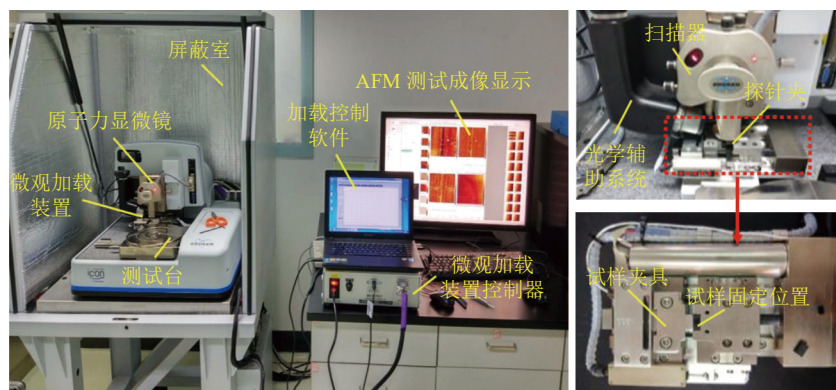 屏蔽室
原子力显微镜
微观加载
装置
测试台
AFM 测试成像显示
加载控制
软件
微观加载
装置控制器
扫描器
探针夹
光学辅
助系统
试样夹具
试样固定位置
icon
BRUKER